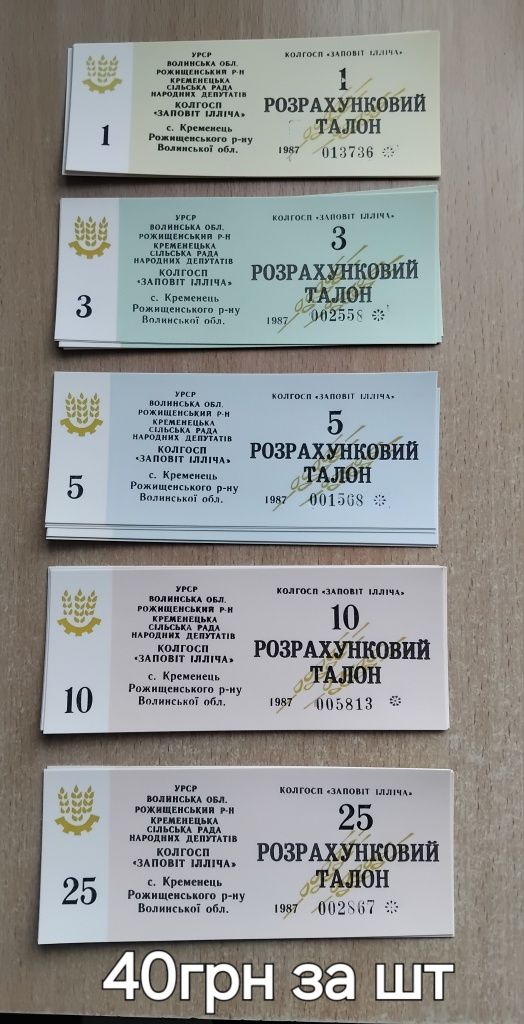 УРСР
ВОЛИНСЬКА ОБЛ.
РОЖИЩЕНСЬКИЙ Р-Н
КРЕМЕНЕЦЬКА
СІЛЬСЬКА РАДА
НАРОДНИХ ДЕПУТАТІВ
КОЛГОСП
«ЗАПОВІТ ІЛЛІЧА»
с. Кременець
Рожищенського р-ну
Волинської обл.
1
КОЛГОСП «ЗАПОВІТ ІЛЛІЧА»
1
РОЗРАХУНКОВИЙ
ТАЛОН
1987 013736
УРСР
ВОЛИНСЬКА ОБЛ.
РОЖИЩЕНСЬКИЙ Р-Н
КРЕМЕНЕЦЬКА
СІЛЬСЬКА РАДА
НАРОДНИХ ДЕПУТАТІВ
КОЛГОСП
«ЗАПОВІТ ІЛЛІЧА»
с. Кременець
Рожищенського р-ну
Волинської обл.
3
КОЛГОСП «ЗАПОВІТ ІЛЛІЧА»
3
РОЗРАХУНКОВИЙ
ТАЛОН
1987 002558
УРСР
ВОЛИНСЬКА ОБЛ.
РОЖИЩЕНСЬКИЙ Р-Н
КРЕМЕНЕЦЬКА
СІЛЬСЬКА РАДА
НАРОДНИХ ДЕПУТАТІВ
КОЛГОСП
«ЗАПОВІТ ІЛЛІЧА»
с. Кременець
Рожищенського р-ну
Волинської обл.
5
КОЛГОСП «ЗАПОВІТ ІЛЛІЧА»
5
РОЗРАХУНКОВИЙ
ТАЛОН
1987 001568
УРСР
ВОЛИНСЬКА ОБЛ.
РОЖИЩЕНСЬКИЙ Р-Н
КРЕМЕНЕЦЬКА
СІЛЬСЬКА РАДА
НАРОДНИХ ДЕПУТАТІВ
КОЛГОСП
«ЗАПОВІТ ІЛЛІЧА»
с. Кременець
Рожищенського р-ну
Волинської обл.
10
КОЛГОСП «ЗАПОВІТ ІЛЛІЧА»
10
РОЗРАХУНКОВИЙ
ТАЛОН
1987 005813
УРСР
ВОЛИНСЬКА ОБЛ.
РОЖИЩЕНСЬКИЙ Р-Н
КРЕМЕНЕЦЬКА
СІЛЬСЬКА РАДА
НАРОДНИХ ДЕПУТАТІВ
КОЛГОСП
«ЗАПОВІТ ІЛЛІЧА»
с. Кременець
Рожищенського р-ну
Волинської обл.
25
КОЛГОСП «ЗАПОВІТ ІЛЛІЧА»
25
РОЗРАХУНКОВИЙ
ТАЛОН
1987 002867
40грн за шт